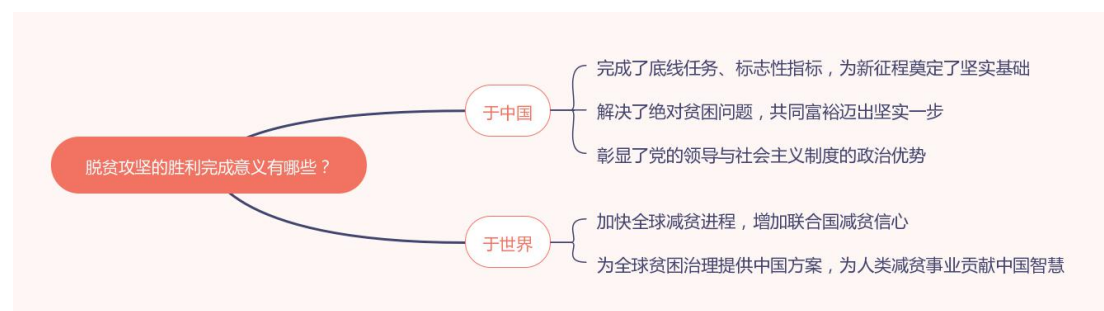 脱贫攻坚的胜利完成意义有哪些？
于中国
完成了底线任务、标志性指标，为新征程奠定了坚实基础
解决了绝对贫困问题，共同富裕迈出坚实一步
彰显了党的领导与社会主义制度的政治优势
于世界
加快全球减贫进程，增加联合国减贫信心
为全球贫困治理提供中国方案，为人类减贫事业贡献中国智慧